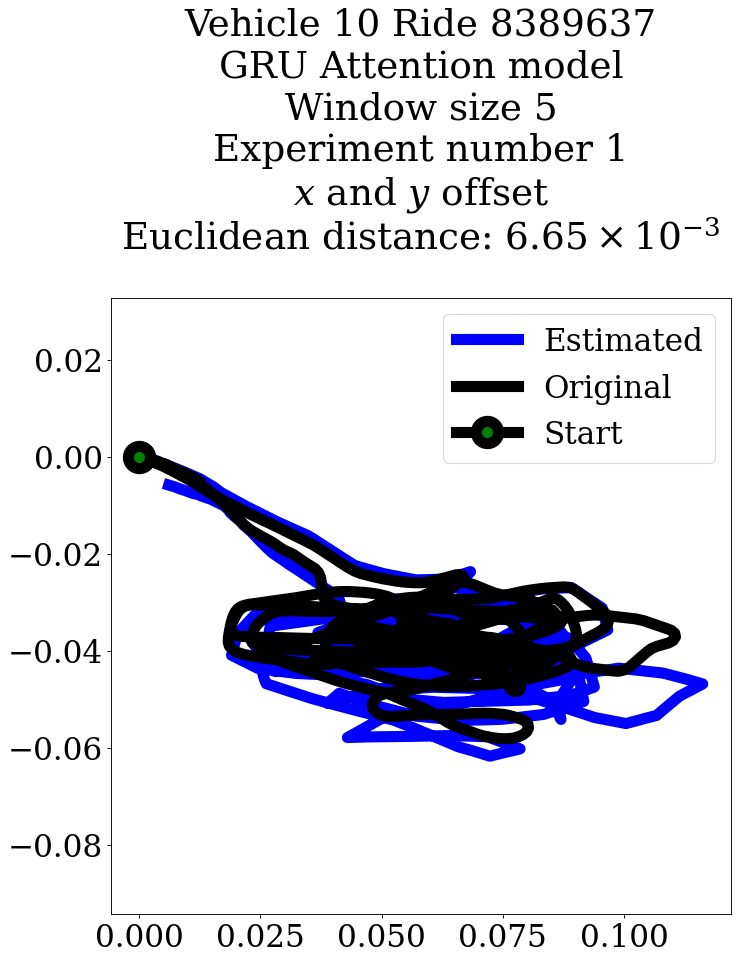 Vehicle 10 Ride 8389637
GRU Attention model
Window size 5
Experiment number 1
x and y offset
Euclidean distance: 6.65 × 10⁻³
Estimated
Original
Start
0.02
0.00
−0.02
−0.04
−0.06
−0.08
0.000 0.025 0.050 0.075 0.100